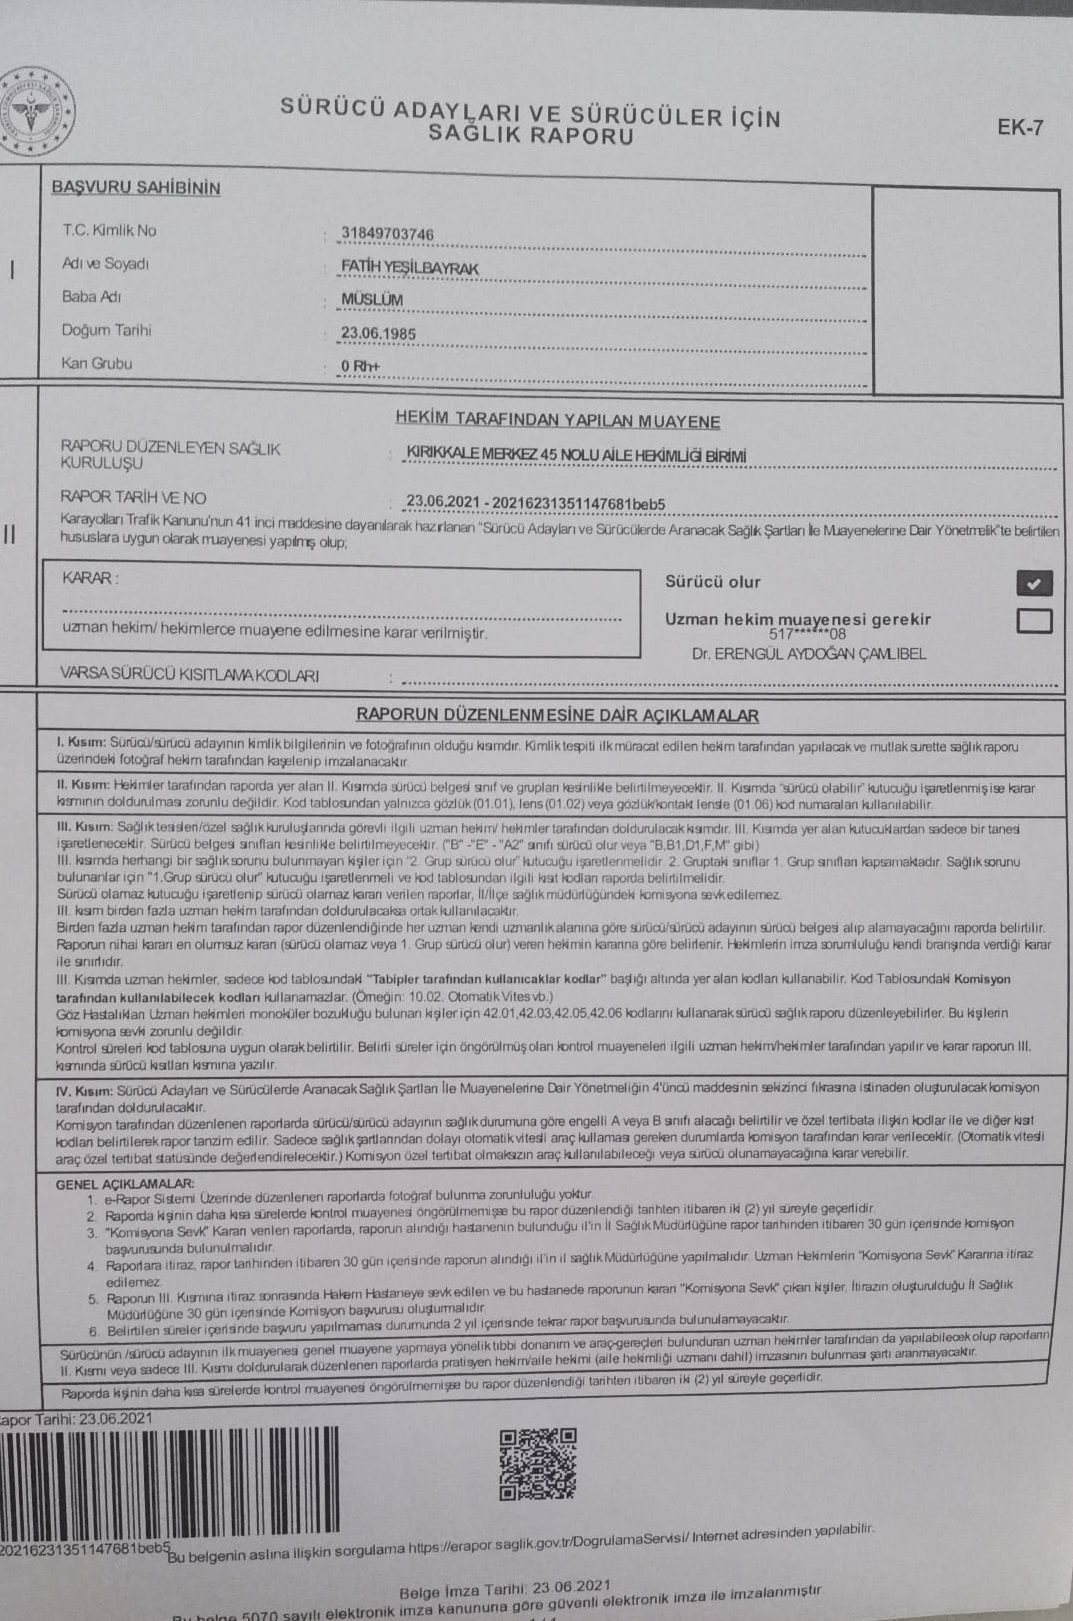 SÜRÜCÜ ADAYLARI VE SÜRÜCÜLER İÇİN
SAĞLIK RAPORU
EK-7
BAŞVURU SAHİBİNİN
I
T.C. Kimlik No : 31849703746
Adı ve Soyadı : FATİH YEŞİLBAYRAK
Baba Adı : MÜSLÜM
Doğum Tarihi : 23.06.1985
Kan Grubu : 0 Rh+
II
HEKİM TARAFINDAN YAPILAN MUAYENE
RAPORU DÜZENLEYEN SAĞLIK
KURULUŞU : KIRIKKALE MERKEZ 45 NOLU AİLE HEKİMLİĞİ BİRİMİ
RAPOR TARİH VE NO : 23.06.2021 - 20216231351147681beb5
Karayolları Trafik Kanunu'nun 41 inci maddesine dayanılarak hazırlanan "Sürücü Adayları ve Sürücülerde Aranacak Sağlık Şartları İle Muayenelerine Dair Yönetmelik"te belirtilen
hususlara uygun olarak muayenesi yapılmış olup;
KARAR :
uzman hekim/ hekimlerce muayene edilmesine karar verilmiştir.
Sürücü olur
Uzman hekim muayenesi gerekir
517******08
Dr. ERENGÜL AYDOĞAN ÇAMLIBEL
VARSA SÜRÜCÜ KISITLAMA KODLARI :
RAPORUN DÜZENLENMESİNE DAİR AÇIKLAMALAR
I. Kısım: Sürücü/sürücü adayının kimlik bilgilerinin ve fotoğrafının olduğu kısımdır. Kimlik tespiti ilk müracat edilen hekim tarafından yapılacak ve mutlak surette sağlık raporu
üzerindeki fotoğraf hekim tarafından kaşelenip imzalanacaktır.
II. Kısım: Hekimler tarafından raporda yer alan II. Kısımda sürücü belgesi sınıf ve grupları kesinlikle belirtilmeyecektir. II. Kısımda "sürücü olabilir" kutucuğu işaretlenmiş ise karar
kısmının doldurulması zorunlu değildir. Kod tablosundan yalnızca gözlük (01.01), lens (01.02) veya gözlük/kontakt lensle (01.06) kod numaraları kullanılabilir.
III. Kısım: Sağlık tesisleri/özel sağlık kuruluşlarında görevli ilgili uzman hekim/ hekimler tarafından doldurulacak kısımdır. III. Kısımda yer alan kutucuklardan sadece bir tanesi
işaretlenecektir. Sürücü belgesi sınıfları kesinlikle belirtilmeyecektir. ("B" -"E" - "A2" sınıfı sürücü olur veya "B,B1,D1,F,M" gibi)
III. kısımda herhangi bir sağlık sorunu bulunmayan kişiler için "2. Grup sürücü olur" kutucuğu işaretlenmelidir. 2. Gruptaki sınıflar 1. Grup sınıfları kapsamaktadır. Sağlık sorunu
bulunanlar için "1.Grup sürücü olur" kutucuğu işaretlenmeli ve kod tablosundan ilgili kısıt kodları raporda belirtilmelidir.
Sürücü olamaz kutucuğu işaretlenip sürücü olamaz kararı verilen raporlar, İl/İlçe sağlık müdürlüğündeki komisyona sevk edilemez.
III. kısım birden fazla uzman hekim tarafından doldurulacaksa ortak kullanılacaktır.
Birden fazla uzman hekim tarafından rapor düzenlendiğinde her uzman kendi uzmanlık alanına göre sürücü/sürücü adayının sürücü belgesi alıp alamayacağını raporda belirtilir.
Raporun nihai kararı en olumsuz kararı (sürücü olamaz veya 1. Grup sürücü olur) veren hekimin kararına göre belirlenir. Hekimlerin imza sorumluluğu kendi branşında verdiği karar
ile sınırlıdır.
III. Kısımda uzman hekimler, sadece kod tablosundaki "Tabipler tarafından kullanıcaklar kodlar" başlığı altında yer alan kodları kullanabilir. Kod Tablosundaki Komisyon
tarafından kullanılabilecek kodları kullanamazlar. (Örneğin: 10.02. Otomatik Vites vb.)
Göz Hastalıkları Uzman hekimleri monoküler bozukluğu bulunan kişiler için 42.01,42.03,42.05,42.06 kodlarını kullanarak sürücü sağlık raporu düzenleyebilirler. Bu kişilerin
komisyona sevki zorunlu değildir.
Kontrol süreleri kod tablosuna uygun olarak belirtilir. Belirli süreler için öngörülmüş olan kontrol muayeneleri ilgili uzman hekim/hekimler tarafından yapılır ve karar raporun III.
kısmında sürücü kısıtları kısmına yazılır.
IV. Kısım: Sürücü Adayları ve Sürücülerde Aranacak Sağlık Şartları İle Muayenelerine Dair Yönetmeliğin 4'üncü maddesinin sekizinci fıkrasına istinaden oluşturulacak komisyon
tarafından doldurulacaktır.
Komisyon tarafından düzenlenen raporlarda sürücü/sürücü adayının sağlık durumuna göre engelli A veya B sınıfı alacağı belirtilir ve özel tertibata ilişkin kodlar ile ve diğer kısıt
kodları belirtilerek rapor tanzim edilir. Sadece sağlık şartlarından dolayı otomatik vitesli araç kullaması gereken durumlarda komisyon tarafından karar verilecektir. (Otomatik vitesli
araç özel tertibat statüsünde değerlendirelecektir.) Komisyon özel tertibat olmaksızın araç kullanılabileceği veya sürücü olunamayacağına karar verebilir.
GENEL AÇIKLAMALAR:
1. e-Rapor Sistemi Üzerinde düzenlenen raporlarda fotoğraf bulunma zorunluluğu yoktur.
2. Raporda kişinin daha kısa sürelerde kontrol muayenesi öngörülmemişse bu rapor düzenlendiği tarihten itibaren iki (2) yıl süreyle geçerlidir.
3. "Komisyona Sevk" Kararı verilen raporlarda, raporun alındığı hastanenin bulunduğu il'in İl Sağlık Müdürlüğüne rapor tarihinden itibaren 30 gün içerisinde komisyon
başvurusunda bulunulmalıdır.
4. Raporlara itiraz, rapor tarihinden itibaren 30 gün içerisinde raporun alındığı il'in il sağlık Müdürlüğüne yapılmalıdır. Uzman Hekimlerin "Komisyona Sevk" Kararına itiraz
edilemez.
5. Raporun III. Kısmına itiraz sonrasında Hakem Hastaneye sevk edilen ve bu hastanede raporunun kararı "Komisyona Sevk" çıkan kişiler, İtirazın oluşturulduğu İl Sağlık
Müdürlüğüne 30 gün içerisinde Komisyon başvurusu oluşturmalıdır.
6. Belirtilen süreler içerisinde başvuru yapılmaması durumunda 2 yıl içerisinde tekrar rapor başvurusunda bulunulamayacaktır.
Sürücünün /sürücü adayının ilk muayenesi genel muayene yapmaya yönelik tıbbi donanım ve araç-gereçleri bulunduran uzman hekimler tarafından da yapılabilecek olup raporların
II. Kısmı veya sadece III. Kısmı doldurularak düzenlenen raporlarda pratisyen hekim/aile hekimi (aile hekimliği uzmanı dahil) imzasının bulunması şartı aranmayacaktır.
Raporda kişinin daha kısa sürelerde kontrol muayenesi öngörülmemişse bu rapor düzenlendiği tarihten itibaren iki (2) yıl süreyle geçerlidir.
apor Tarihi: 23.06.2021
20216231351147681beb5
Bu belgenin aslına ilişkin sorgulama https://erapor.saglik.gov.tr/DogrulamaServisi/ Internet adresinden yapılabilir.
Belge İmza Tarihi: 23.06.2021
Bu belge 5070 sayılı elektronik imza kanununa göre güvenli elektronik imza ile imzalanmıştır